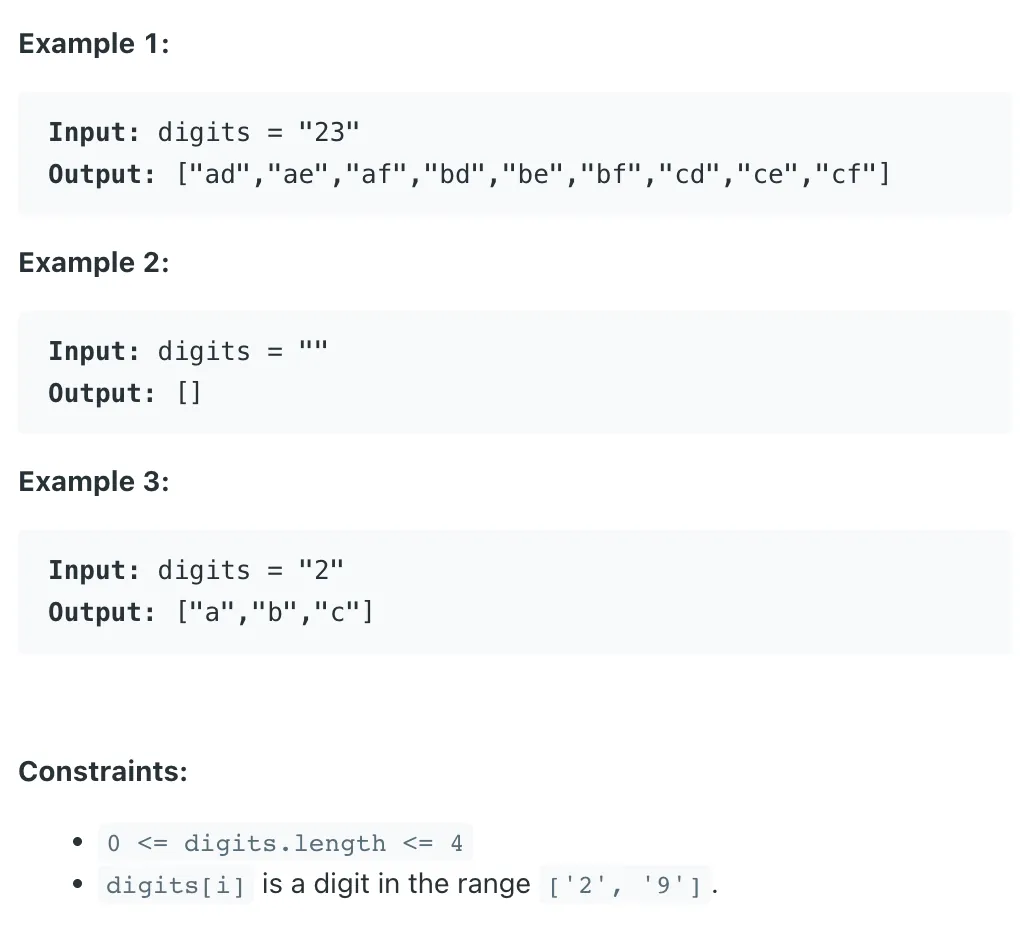 Example 1:
Input: digits = "23"
Output: ["ad","ae","af","bd","be","bf","cd","ce","cf"]
Example 2:
Input: digits = ""
Output: []
Example 3:
Input: digits = "2"
Output: ["a","b","c"]
Constraints:
• 0 <= digits.length <= 4
• digits[i] is a digit in the range ['2', '9'].